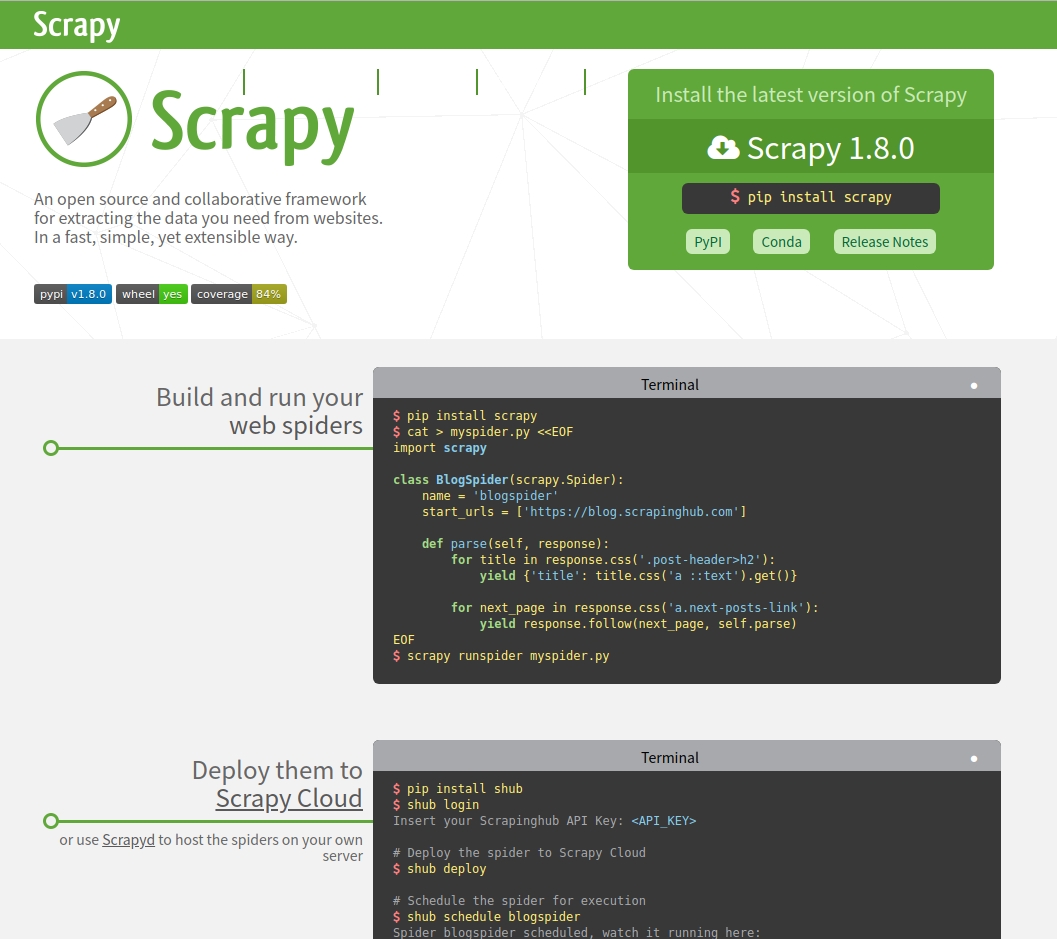 Scrapy
Scrapy
An open source and collaborative framework
for extracting the data you need from websites.
In a fast, simple, yet extensible way.
pypi v1.8.0 wheel yes coverage 84%
Install the latest version of Scrapy
Scrapy 1.8.0
$ pip install scrapy
PyPI Conda Release Notes
Build and run your
web spiders
Terminal
$ pip install scrapy
$ cat > myspider.py <<EOF
import scrapy
class BlogSpider(scrapy.Spider):
    name = 'blogspider'
    start_urls = ['https://blog.scrapinghub.com']
    def parse(self, response):
        for title in response.css('.post-header>h2'):
            yield {'title': title.css('a ::text').get()}
        for next_page in response.css('a.next-posts-link'):
            yield response.follow(next_page, self.parse)
EOF
$ scrapy runspider myspider.py
Deploy them to
Scrapy Cloud
or use Scrapyd to host the spiders on your own
server
Terminal
$ pip install shub
$ shub login
Insert your Scrapinghub API Key: <API_KEY>
# Deploy the spider to Scrapy Cloud
$ shub deploy
# Schedule the spider for execution
$ shub schedule blogspider
Spider blogspider scheduled, watch it running here: